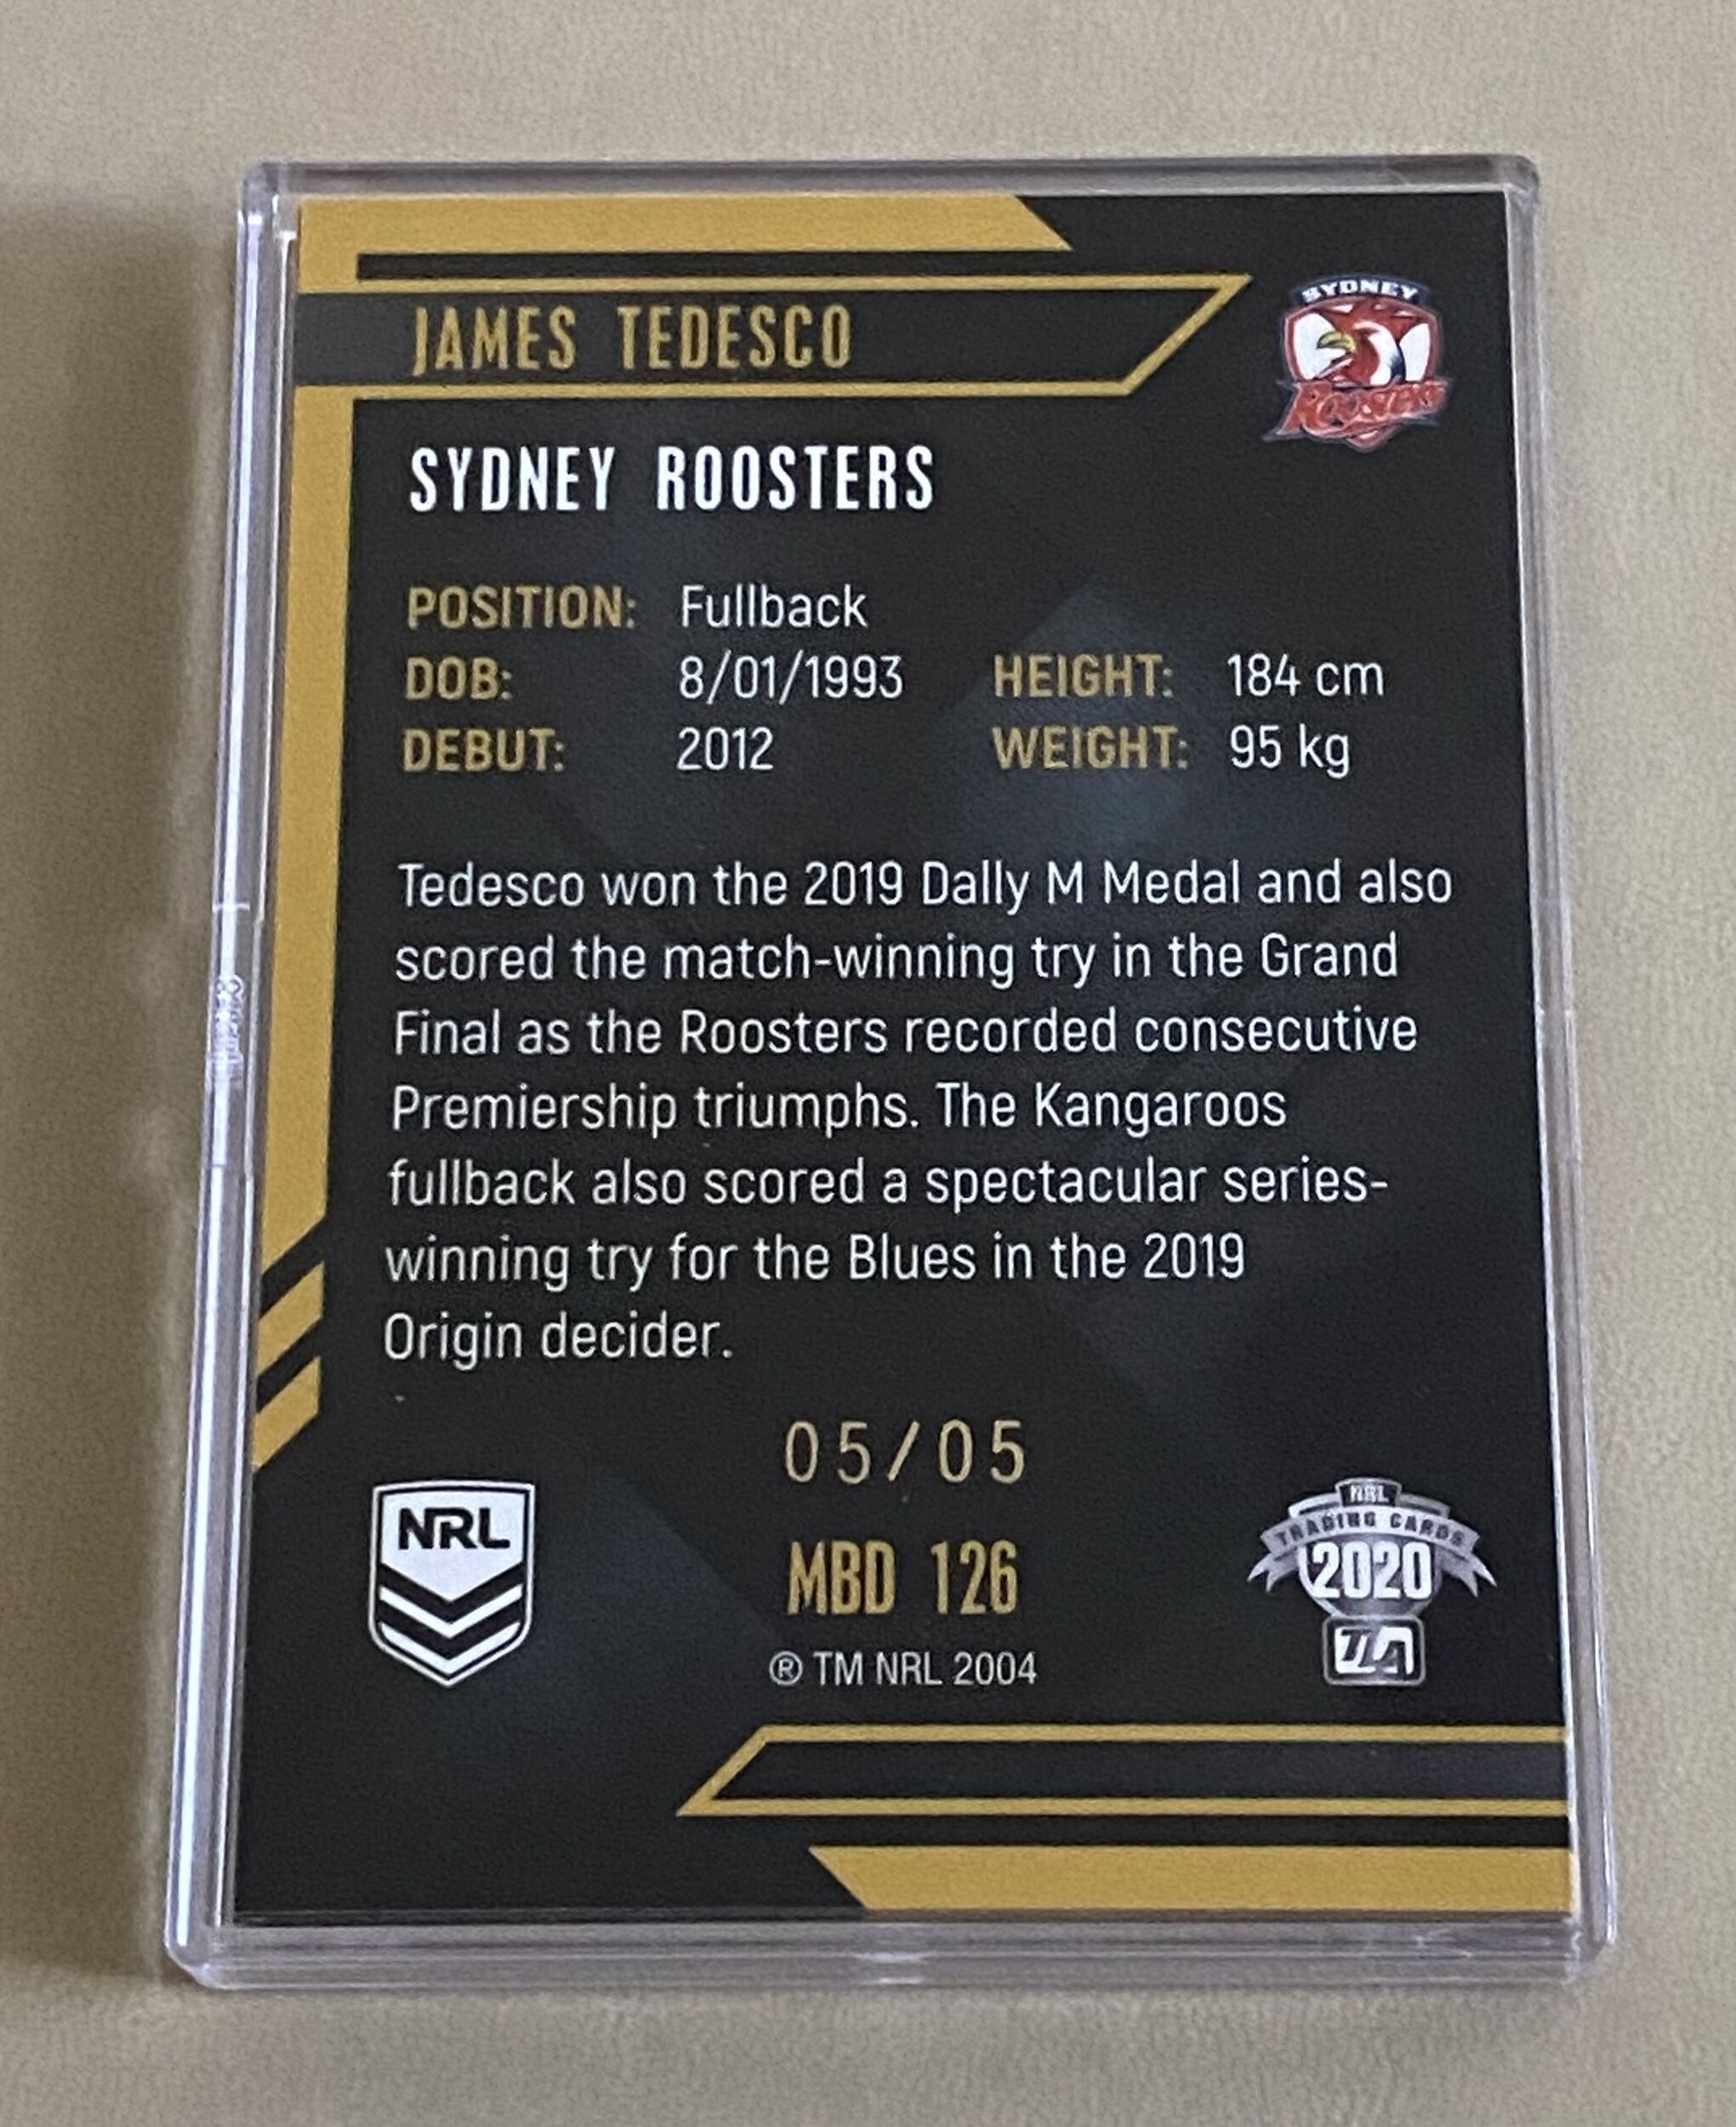 JAMES TEDESCO
SYDNEY
ROOSTERS
SYDNEY ROOSTERS
POSITION: Fullback
DOB: 8/01/1993 HEIGHT: 184 cm
DEBUT: 2012 WEIGHT: 95 kg
Tedesco won the 2019 Dally M Medal and also
scored the match-winning try in the Grand
Final as the Roosters recorded consecutive
Premiership triumphs. The Kangaroos
fullback also scored a spectacular series-
winning try for the Blues in the 2019
Origin decider.
05/05
NRL
MBD 126
® TM NRL 2004
NRL
TRADING CARDS
2020
TLA